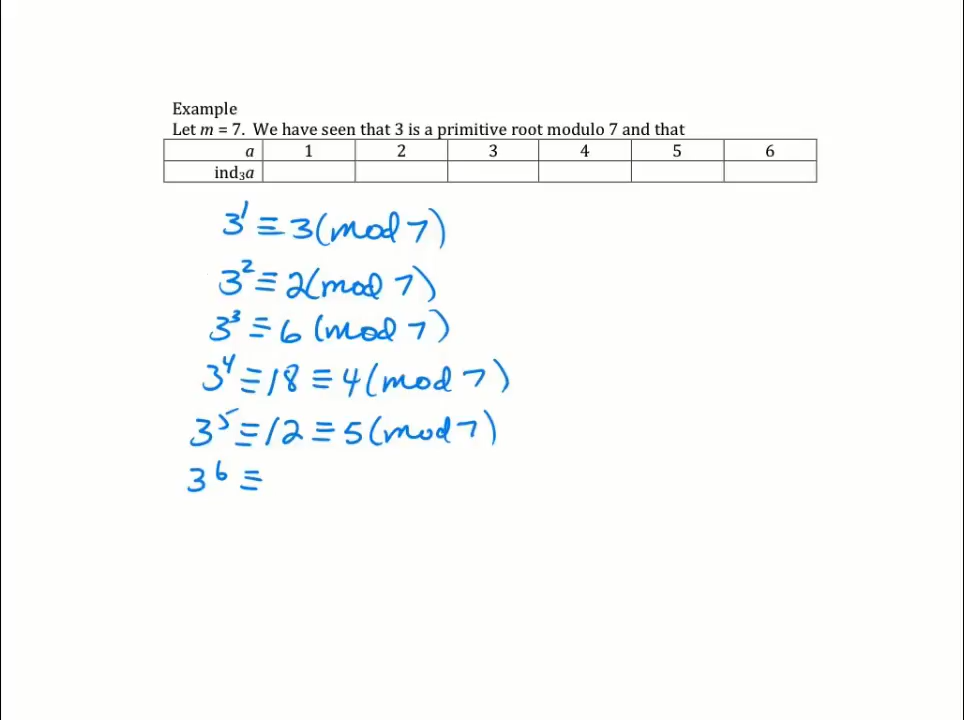 Example
Let m = 7. We have seen that 3 is a primitive root modulo 7 and that
a 1 2 3 4 5 6
ind₃a
3¹ ≡ 3 (mod 7)
3² ≡ 2 (mod 7)
3³ ≡ 6 (mod 7)
3⁴ ≡ 18 ≡ 4 (mod 7)
3⁵ ≡ 12 ≡ 5 (mod 7)
3⁶ ≡